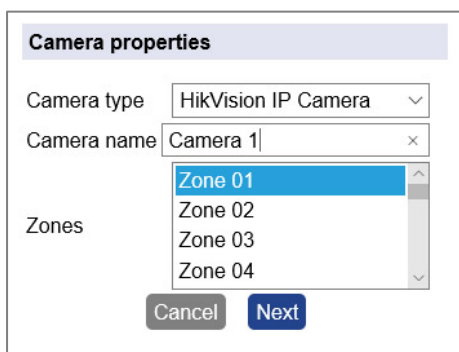 Camera properties
Camera type HikVision IP Camera
Camera name Camera 1
Zone 01
Zone 02
Zones
Zone 03
Zone 04
Cancel Next